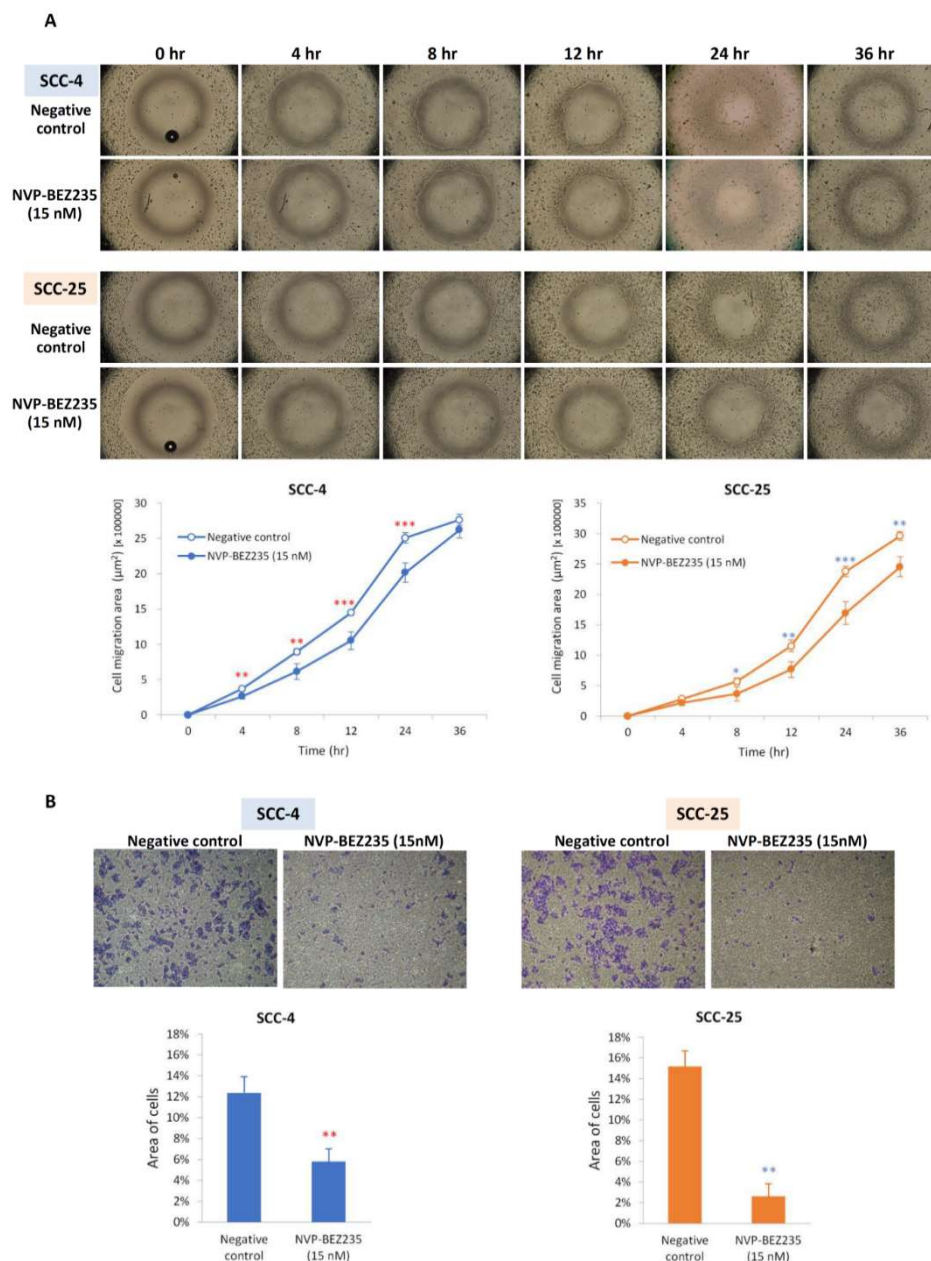 A
0 hr 4 hr 8 hr 12 hr 24 hr 36 hr
SCC-4
Negative
control
NVP-BEZ235
(15 nM)
SCC-25
Negative
control
NVP-BEZ235
(15 nM)
SCC-4
Cell migration area (µm²) [x 100000]
30
25
20
15
10
5
0
Negative control
NVP-BEZ235 (15 nM)
**
**
***
***
0 4 8 12 24 36
Time (hr)
SCC-25
Cell migration area (µm²) [x 100000]
35
30
25
20
15
10
5
0
Negative control
NVP-BEZ235 (15 nM)
*
**
***
**
0 4 8 12 24 36
Time (hr)
B
SCC-4
Negative control NVP-BEZ235 (15nM)
SCC-25
Negative control NVP-BEZ235 (15nM)
SCC-4
Area of cells
18%
16%
14%
12%
10%
8%
6%
4%
2%
0%
**
Negative
control
NVP-BEZ235
(15 nM)
SCC-25
Area of cells
18%
16%
14%
12%
10%
8%
6%
4%
2%
0%
**
Negative
control
NVP-BEZ235
(15 nM)